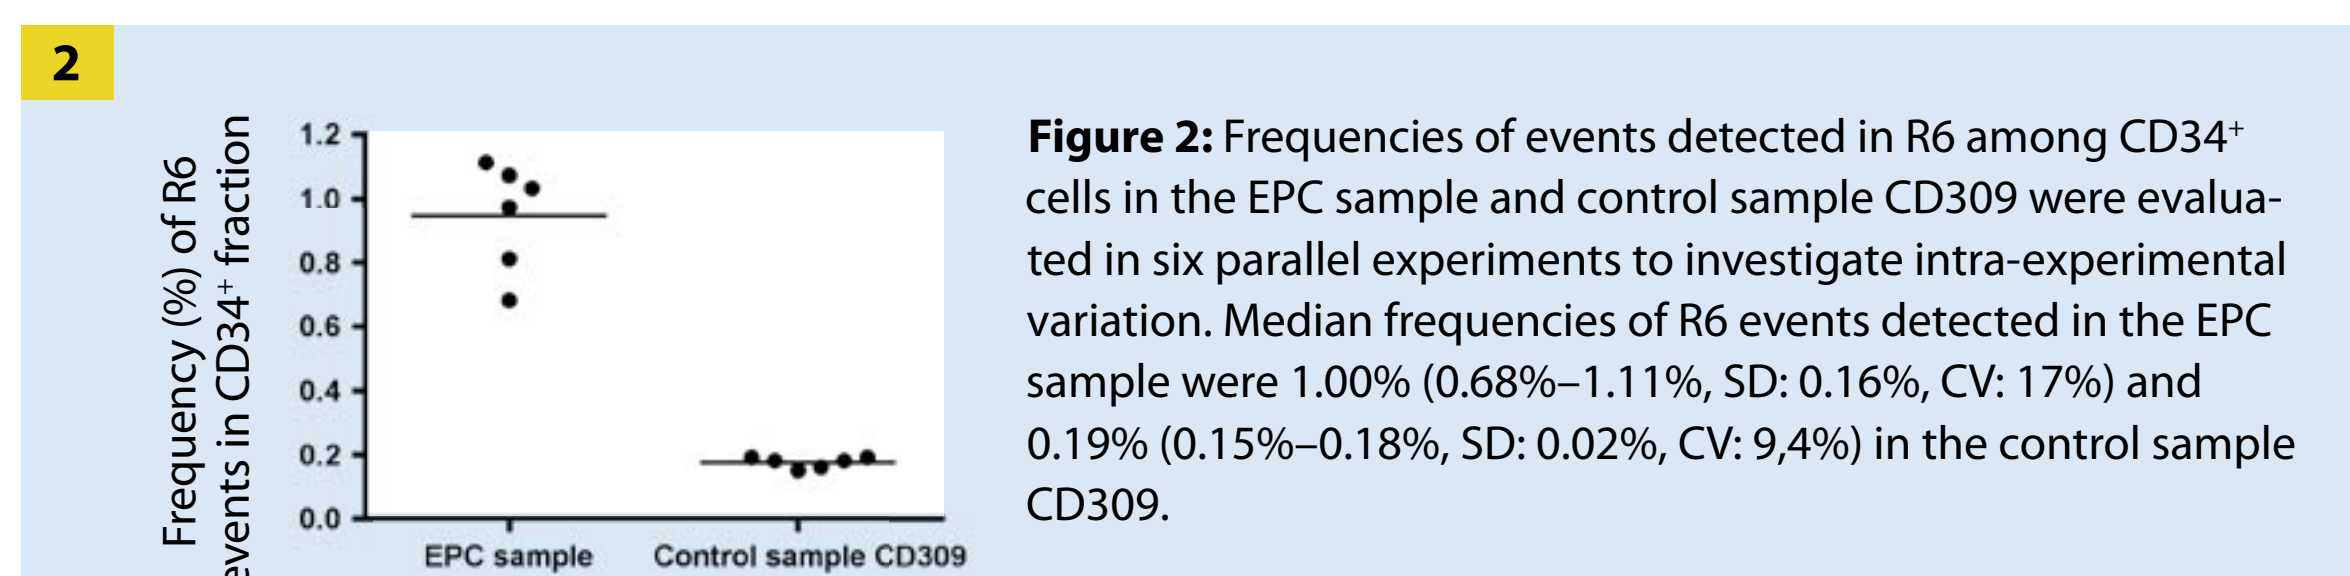 2
Frequency (%) of R6
events in CD34⁺ fraction
1.2
1.0
0.8
0.6
0.4
0.2
0.0
EPC sample
Control sample CD309
Figure 2: Frequencies of events detected in R6 among CD34⁺
cells in the EPC sample and control sample CD309 were evalua-
ted in six parallel experiments to investigate intra-experimental
variation. Median frequencies of R6 events detected in the EPC
sample were 1.00% (0.68%–1.11%, SD: 0.16%, CV: 17%) and
0.19% (0.15%–0.18%, SD: 0.02%, CV: 9,4%) in the control sample
CD309.